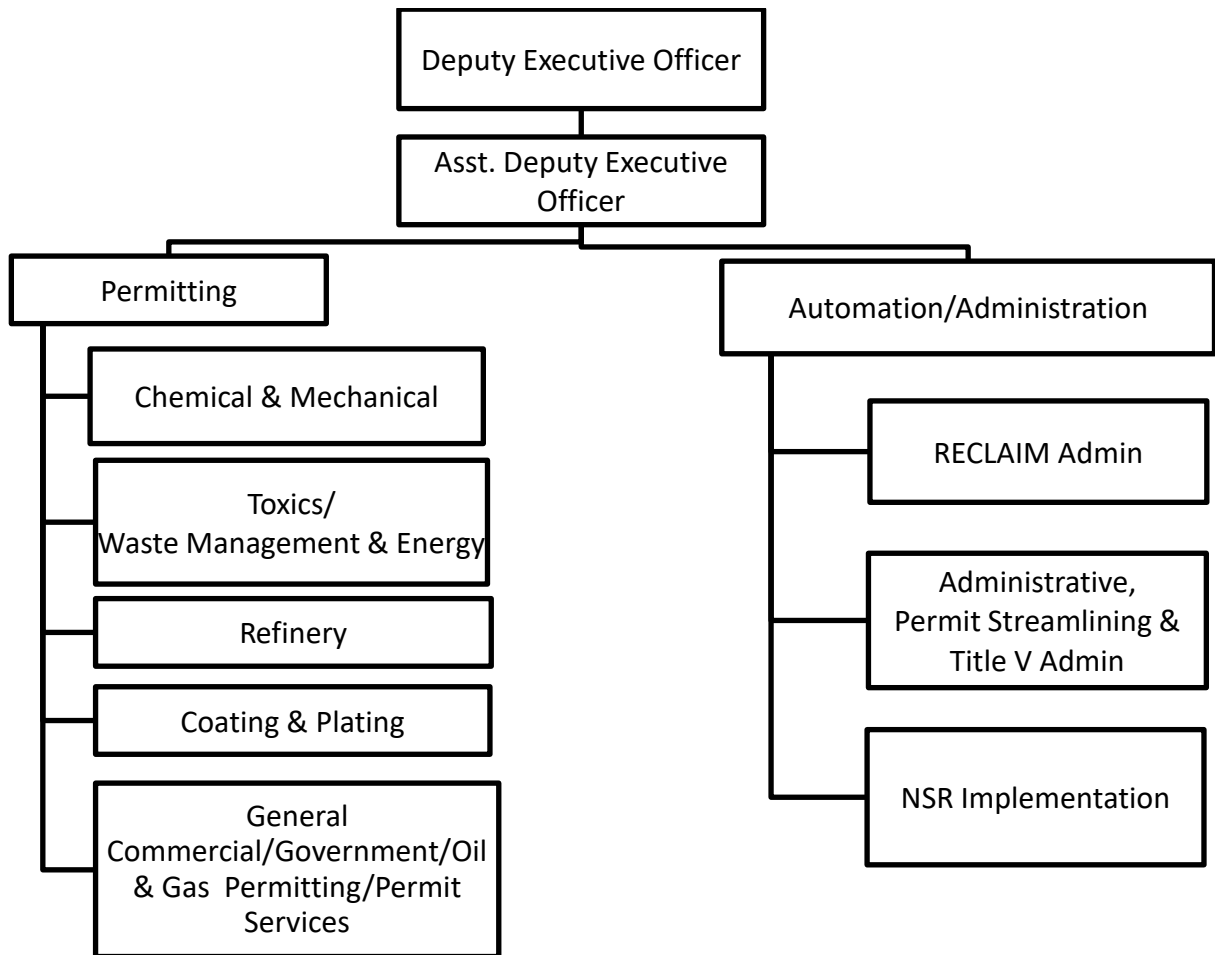 Deputy Executive Officer
Asst. Deputy Executive
Officer
Permitting
Chemical & Mechanical
Toxics/
Waste Management & Energy
Refinery
Coating & Plating
General
Commercial/Government/Oil
& Gas  Permitting/Permit
Services
Automation/Administration
RECLAIM Admin
Administrative,
Permit Streamlining &
Title V Admin
NSR Implementation